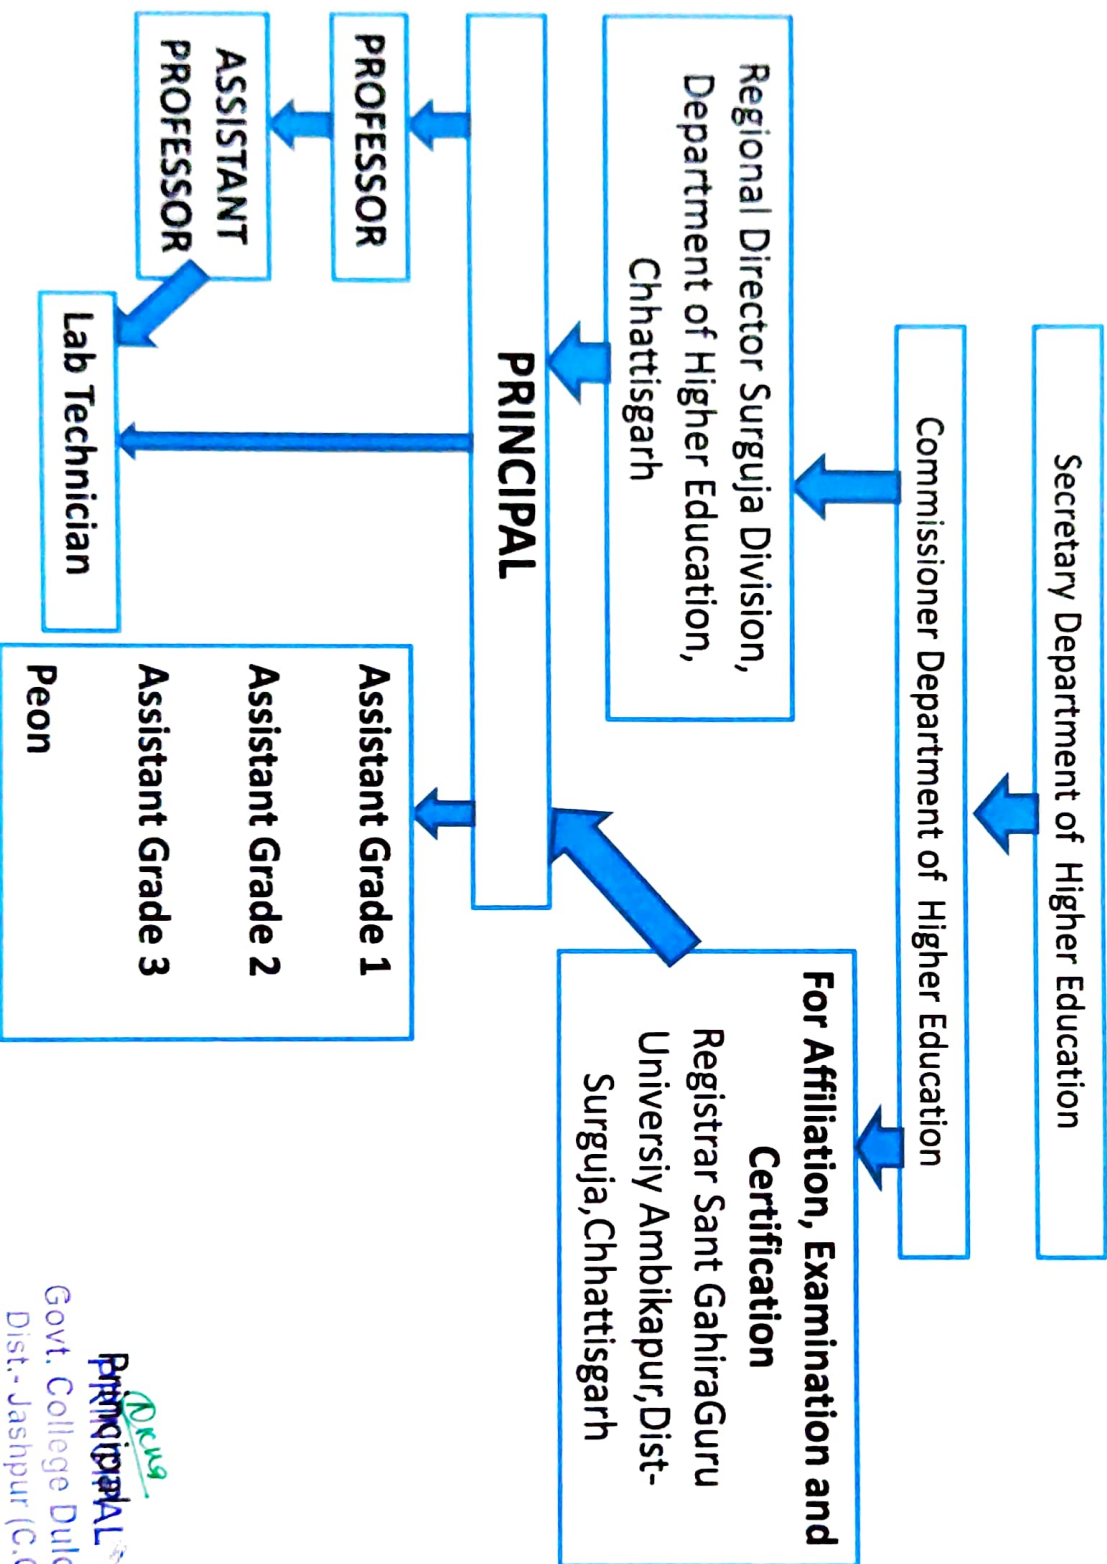 Secretary Department of Higher Education
Commissioner Department of Higher Education
Regional Director Surguja Division,
Department of Higher Education,
Chhattisgarh
For Affiliation, Examination and
Certification
Registrar Sant GahiraGuru
Universiy Ambikapur,Dist-
Surguja,Chhattisgarh
PRINCIPAL
PROFESSOR
ASSISTANT
PROFESSOR
Lab Technician
Assistant Grade 1
Assistant Grade 2
Assistant Grade 3
Peon
Principal
PRINCIPAL
Govt. College
Dist.- Jashpur